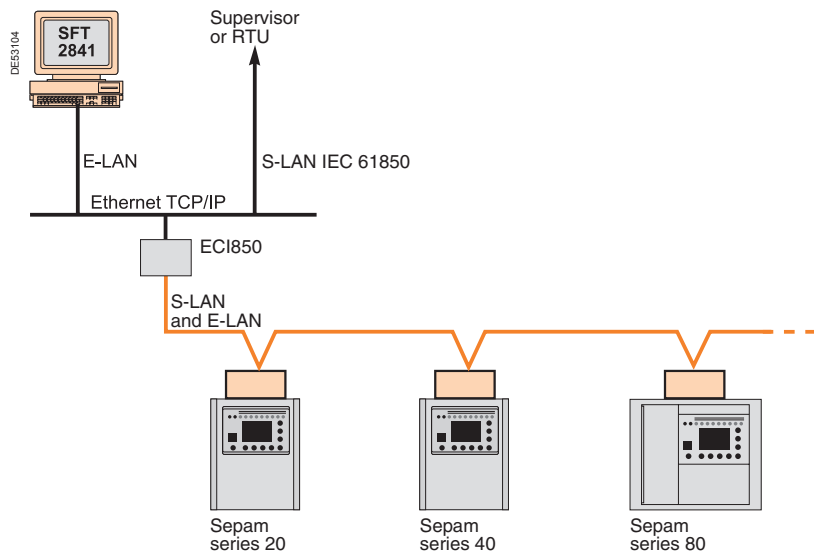 DE53104
SFT
2841
Supervisor
or RTU
E-LAN
S-LAN IEC 61850
Ethernet TCP/IP
ECI850
S-LAN
and E-LAN
Sepam
series 20
Sepam
series 40
Sepam
series 80